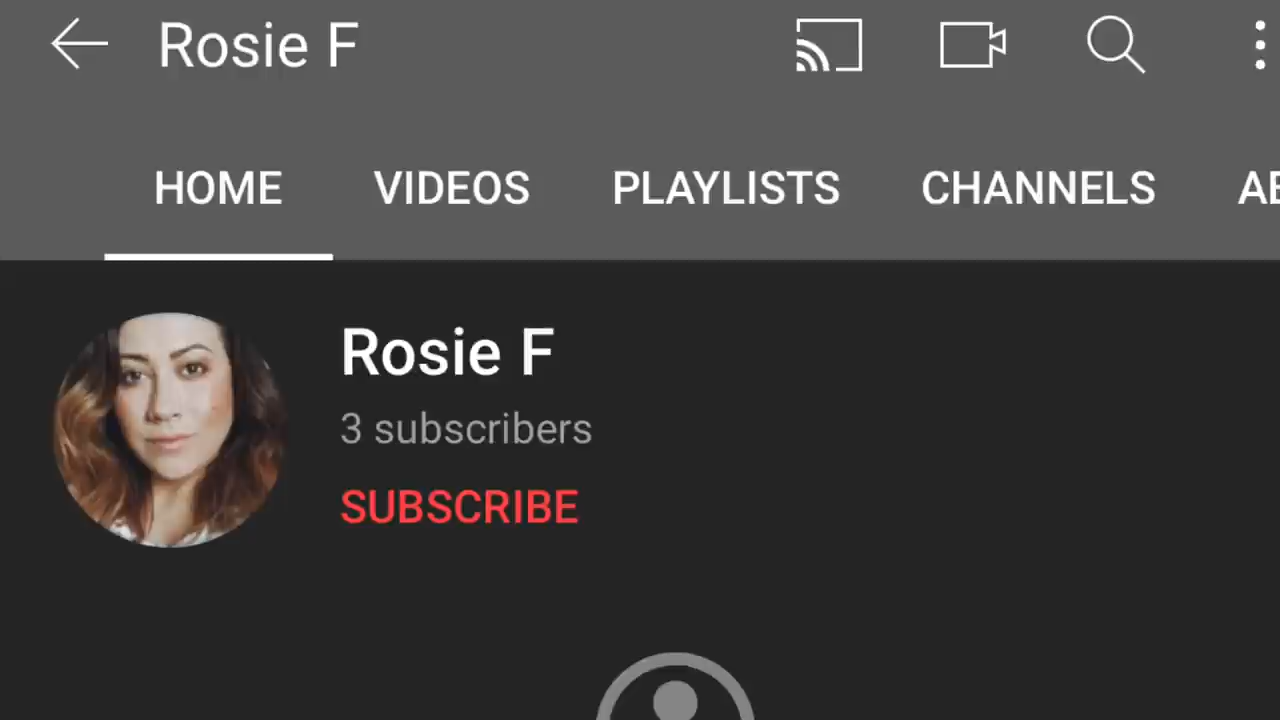 Rosie F
HOME VIDEOS PLAYLISTS CHANNELS
Rosie F
3 subscribers
SUBSCRIBE